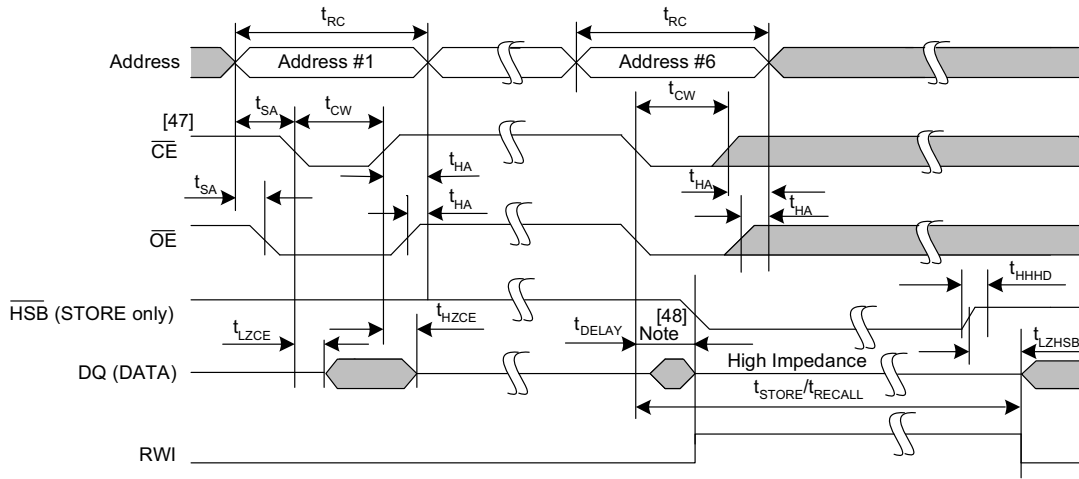 tRC tRC
Address Address #1 Address #6
tSA tCW tCW
[47]
CE
tHA
tSA tHA tHA tHA
OE
tHHHD
HSB (STORE only)
tHZCE [48]
tLZCE tDELAY Note tLZHSB
DQ (DATA) High Impedance
tSTORE/tRECALL
RWI